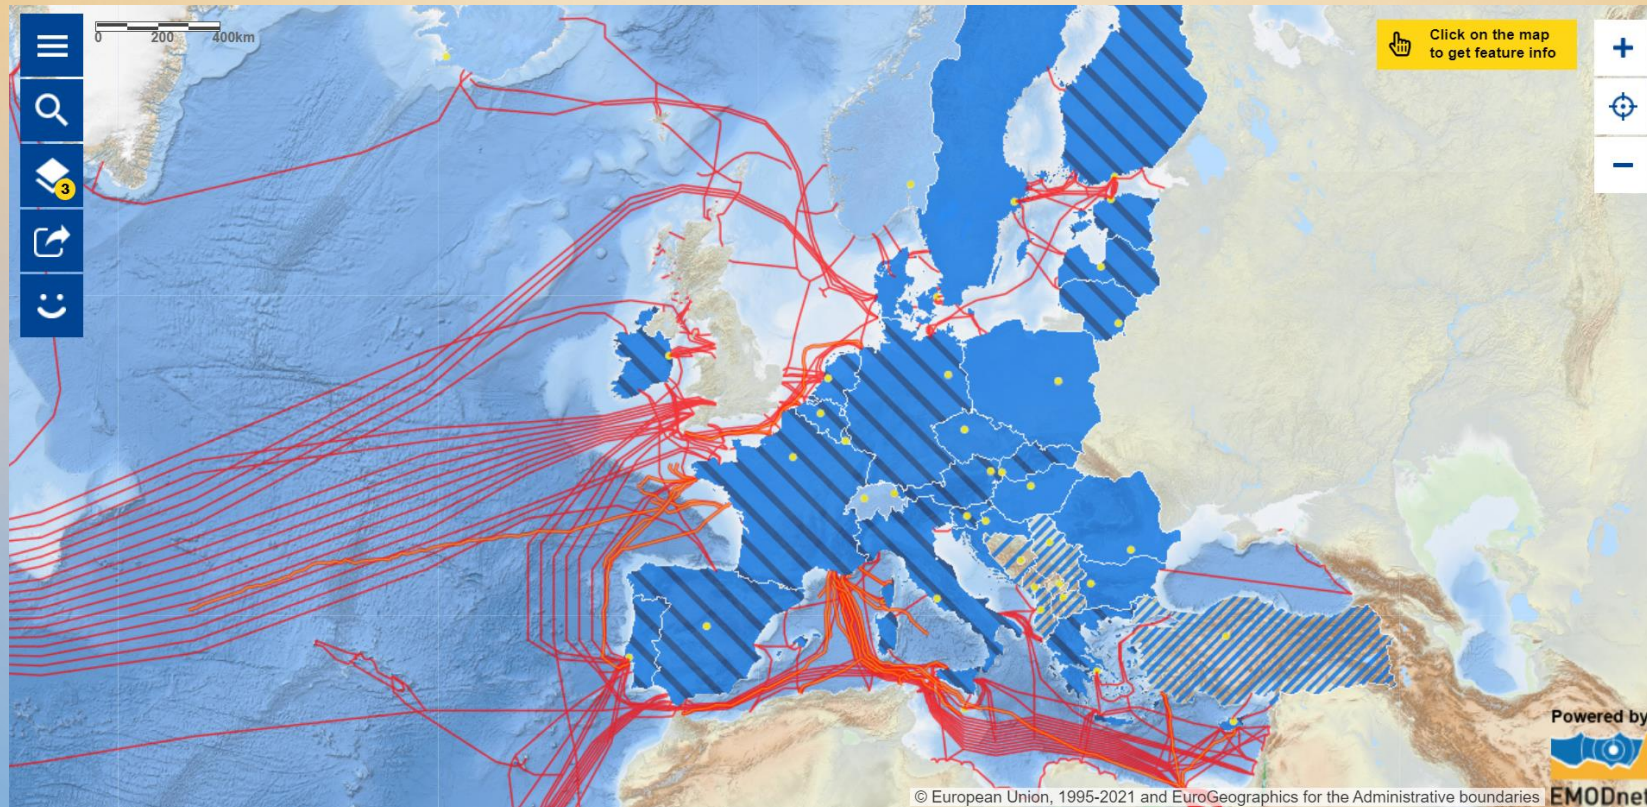 0 200 400km
Click on the map
to get feature info
3
Powered by
EMODnet
© European Union, 1995-2021 and EuroGeographics for the Administrative boundaries